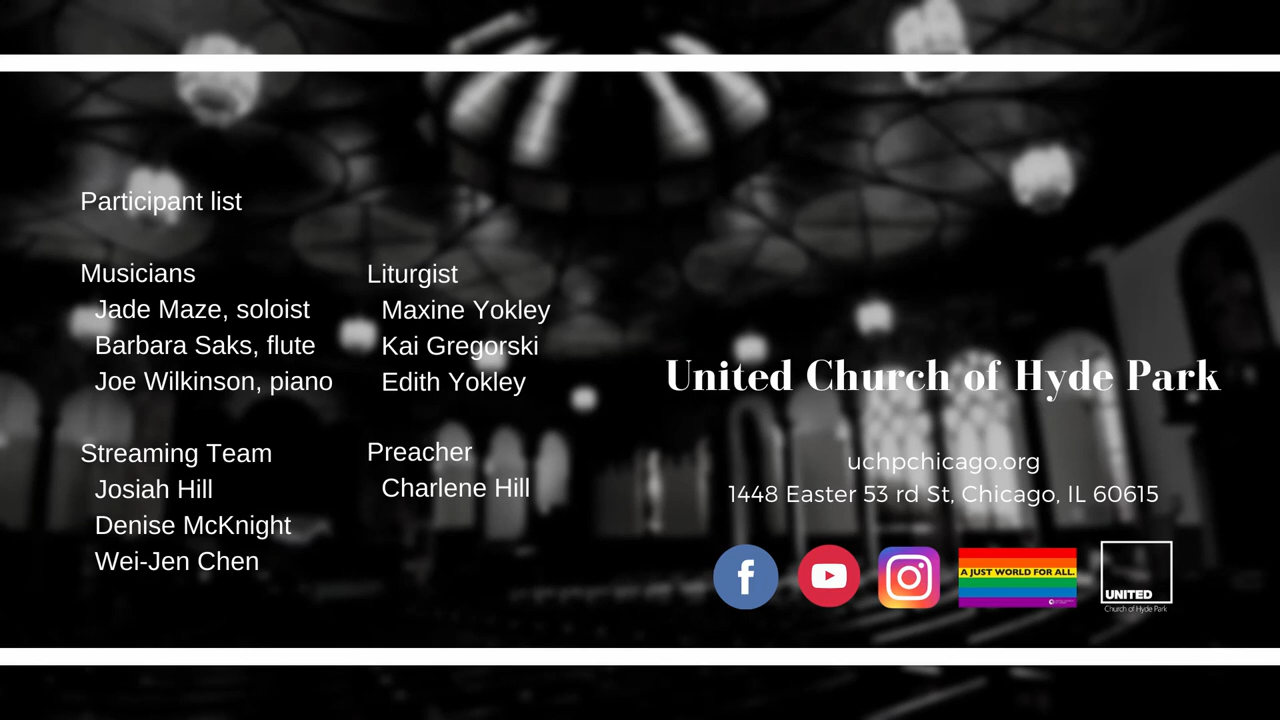 Participant list
Musicians
Jade Maze, soloist
Barbara Saks, flute
Joe Wilkinson, piano
Streaming Team
Josiah Hill
Denise McKnight
Wei-Jen Chen
Liturgist
Maxine Yokley
Kai Gregorski
Edith Yokley
Preacher
Charlene Hill
United Church of Hyde Park
uchpchicago.org
1448 Easter 53 rd St, Chicago, IL 60615
A JUST WORLD FOR ALL.
UNITED
Church of Hyde Park